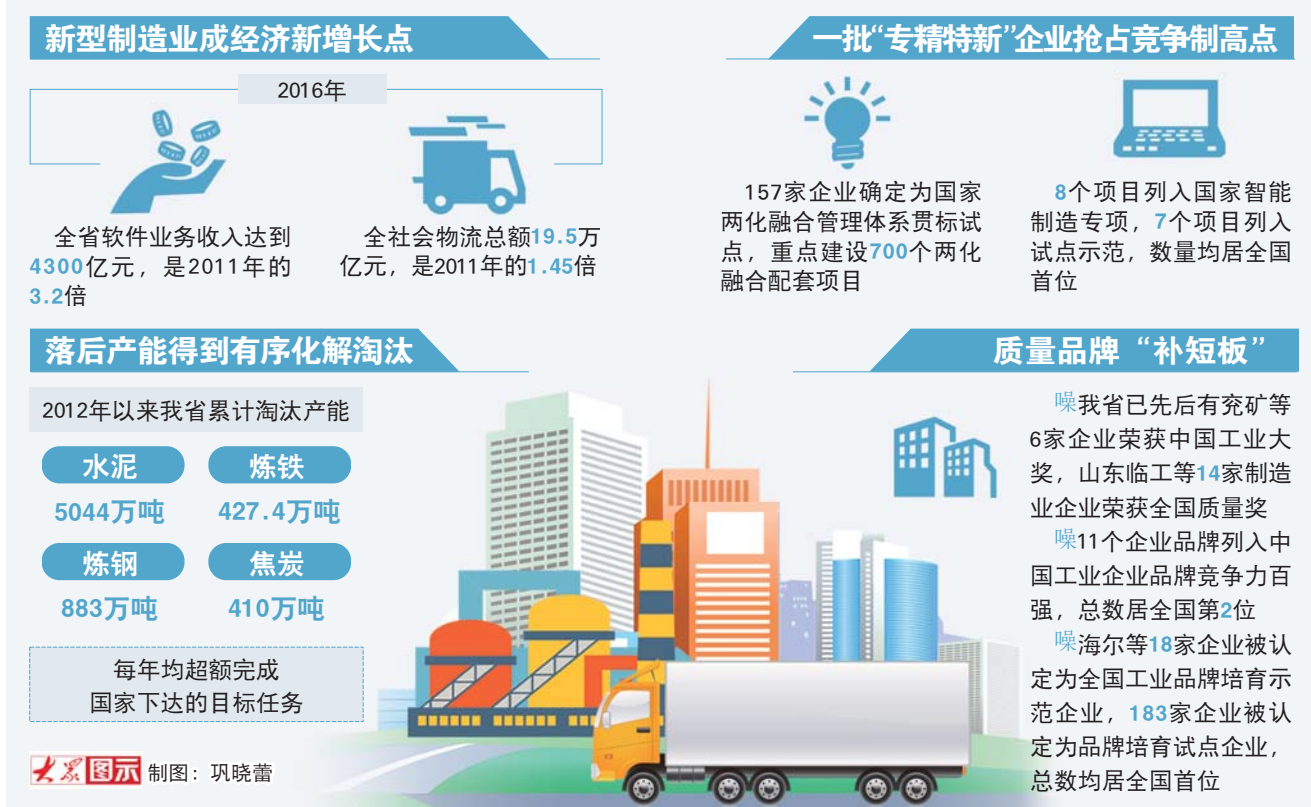 新型制造业成经济新增长点
2016年
全省软件业务收入达到
4300亿元，是2011年的
3.2倍
全社会物流总额19.5万
亿元，是2011年的1.45倍
一批“专精特新”企业抢占竞争制高点
157家企业确定为国家
两化融合管理体系贯标试
点，重点建设700个两化
融合配套项目
8个项目列入国家智能
制造专项，7个项目列入
试点示范，数量均居全国
首位
落后产能得到有序化解淘汰
2012年以来我省累计淘汰产能
水泥
5044万吨
炼铁
427.4万吨
炼钢
883万吨
焦炭
410万吨
每年均超额完成
国家下达的目标任务
质量品牌“补短板”
噪我省已先后有兖矿等
6家企业荣获中国工业大
奖，山东临工等14家制造
业企业荣获全国质量奖
噪11个企业品牌列入中
国工业企业品牌竞争力百
强，总数居全国第2位
噪海尔等18家企业被认
定为全国工业品牌培育示
范企业，183家企业被认
定为品牌培育试点企业，
总数均居全国首位
大众图示 制图：巩晓蕾